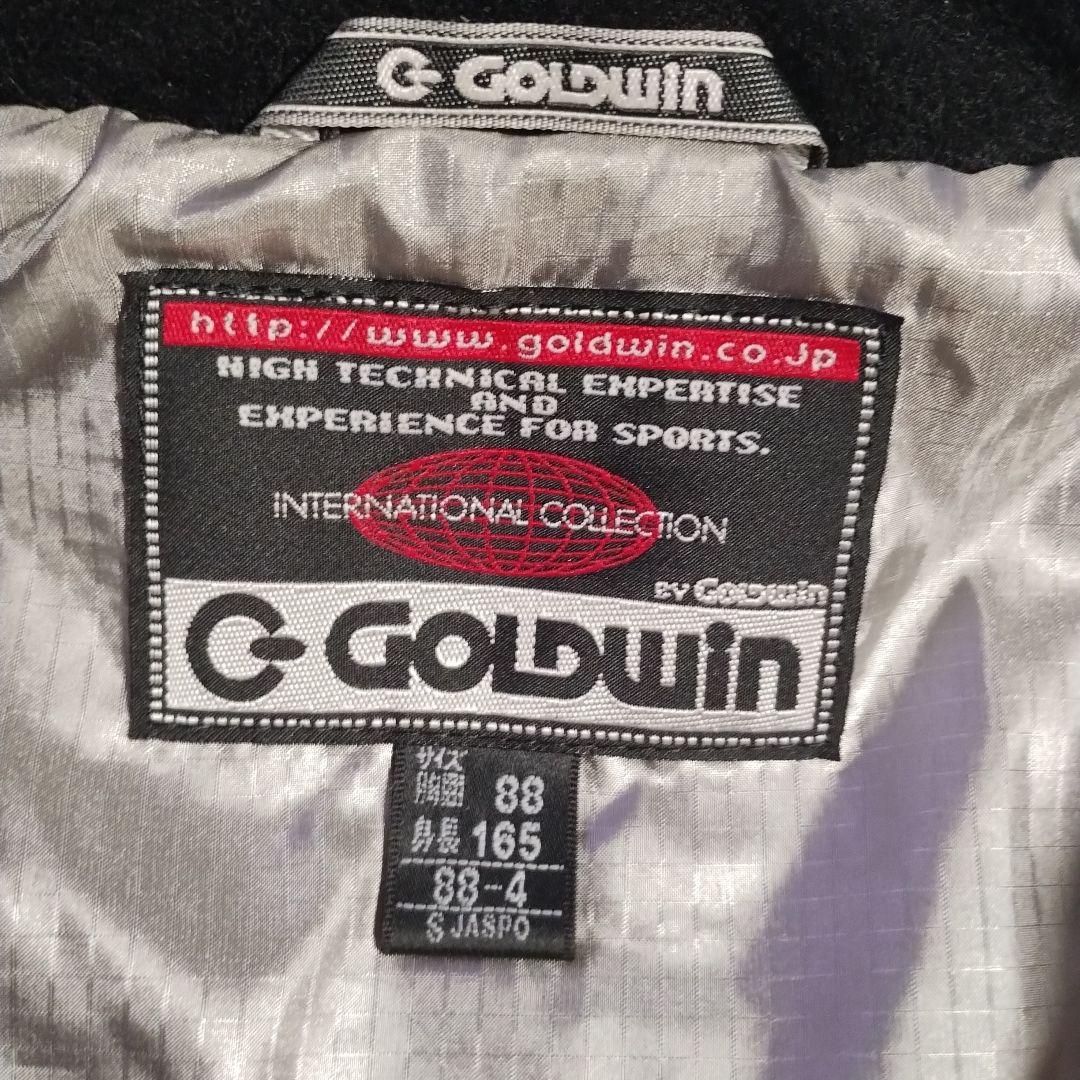 GOLDWIN
http://www.goldwin.co.jp
HIGH TECHNICAL EXPERTISE
AND
EXPERIENCE FOR SPORTS.
INTERNATIONAL COLLECTION
BY GOLDWIN
GOLDWIN
サイズ
胸囲 88
身長 165
88-4
S JASPO